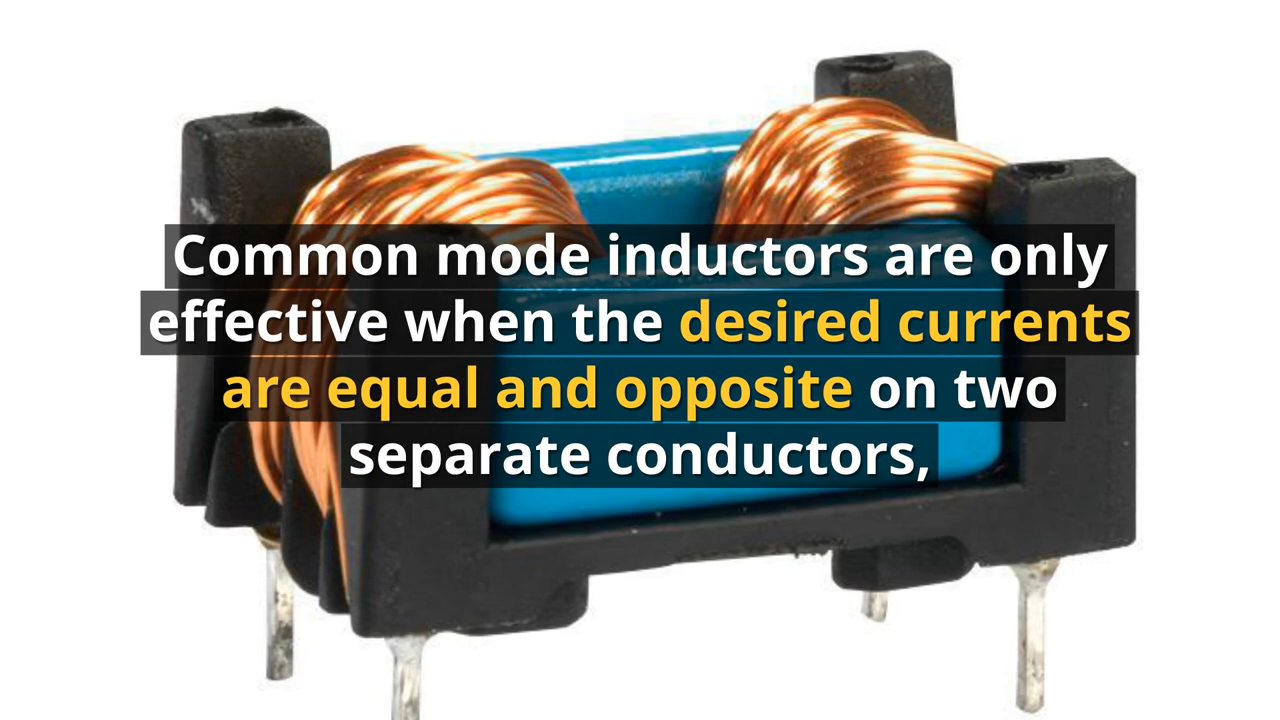 Common mode inductors are only
effective when the desired currents
are equal and opposite on two
separate conductors,